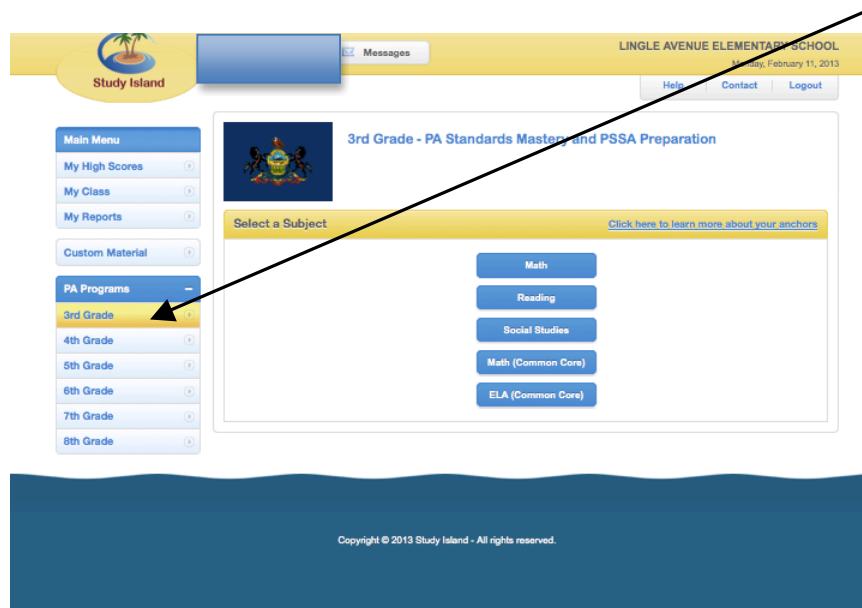 Study Island
Messages
LINGLE AVENUE ELEMENTARY SCHOOL
Monday, February 11, 2013
Help Contact Logout
Main Menu
My High Scores
My Class
My Reports
Custom Material
PA Programs
3rd Grade
4th Grade
5th Grade
6th Grade
7th Grade
8th Grade
3rd Grade - PA Standards Mastery and PSSA Preparation
Select a Subject
Click here to learn more about your anchors
Math
Reading
Social Studies
Math (Common Core)
ELA (Common Core)
Copyright © 2013 Study Island - All rights reserved.